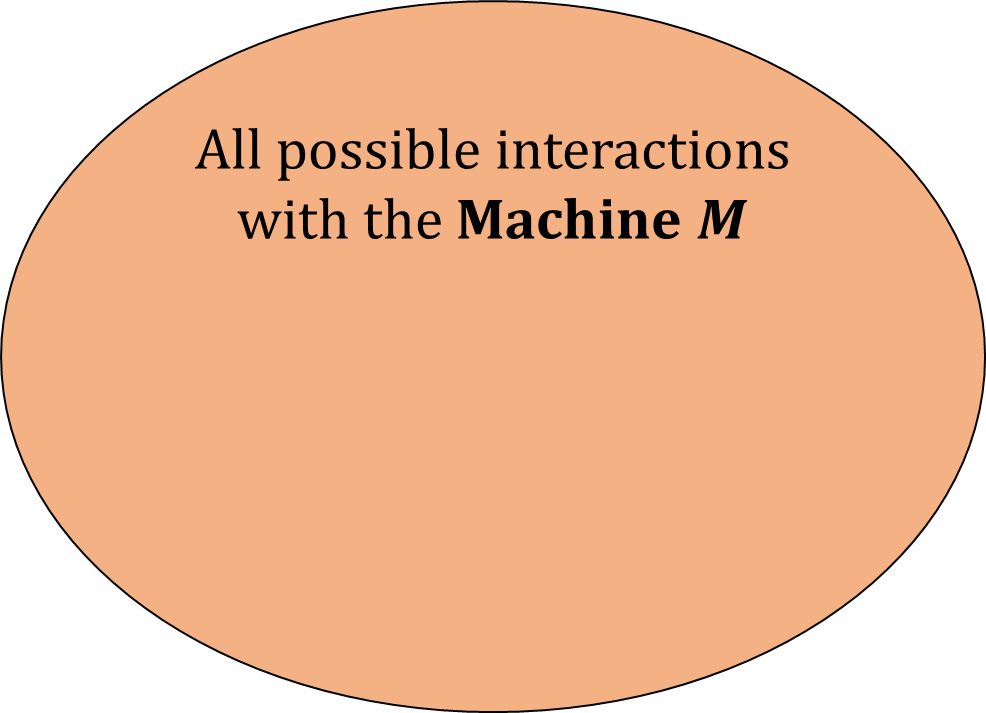 All possible interactions
with the Machine M